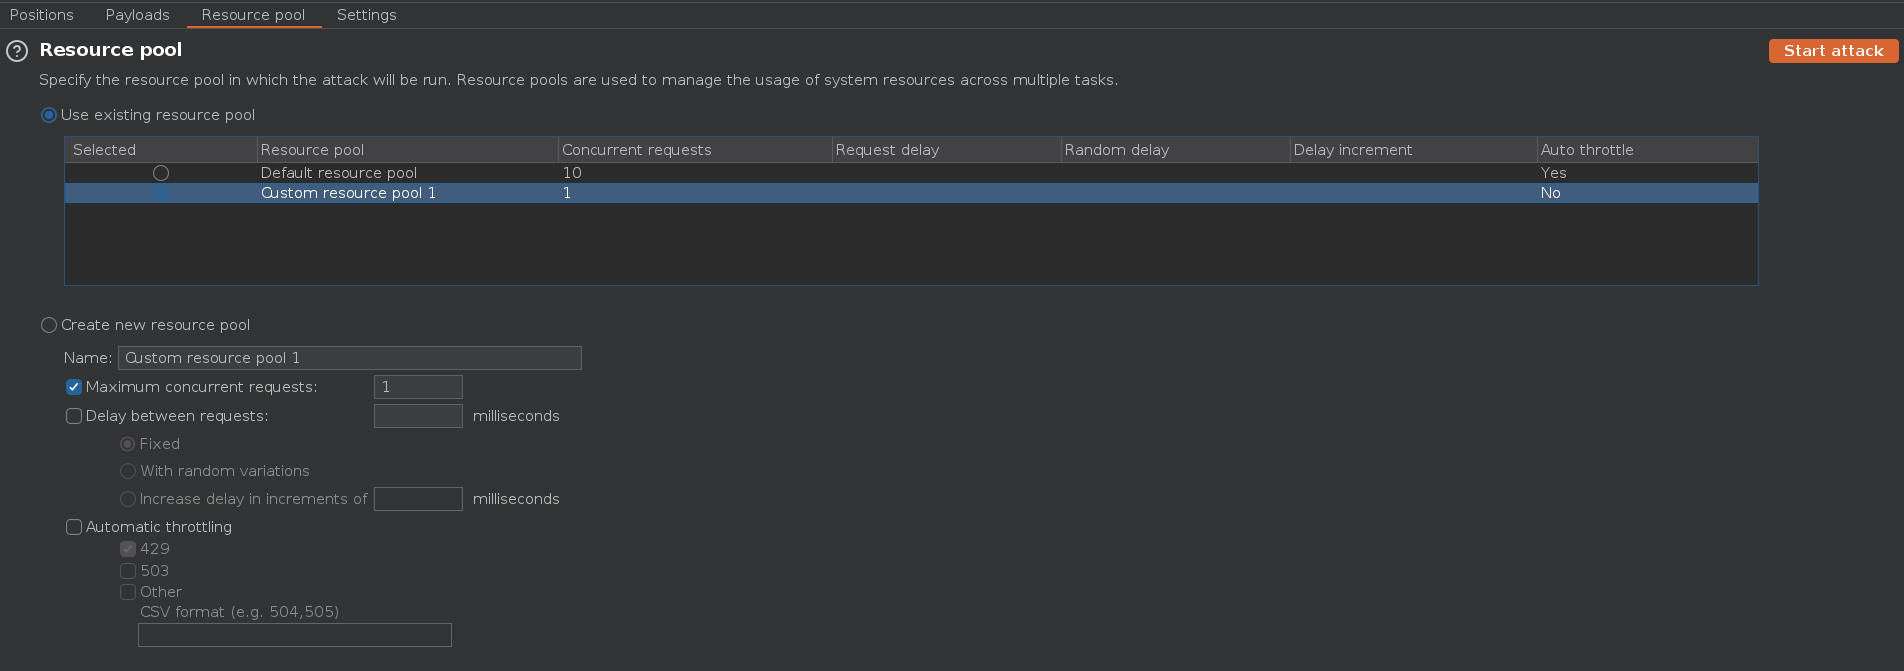 Positions Payloads Resource pool Settings
Resource pool
Start attack
Specify the resource pool in which the attack will be run. Resource pools are used to manage the usage of system resources across multiple tasks.
Use existing resource pool
Selected Resource pool Concurrent requests Request delay Random delay Delay increment Auto throttle
Default resource pool 10 Yes
Custom resource pool 1 1 No
Create new resource pool
Name: Custom resource pool 1
Maximum concurrent requests: 1
Delay between requests: milliseconds
Fixed
With random variations
Increase delay in increments of milliseconds
Automatic throttling
429
503
Other
CSV format (e.g. 504,505)